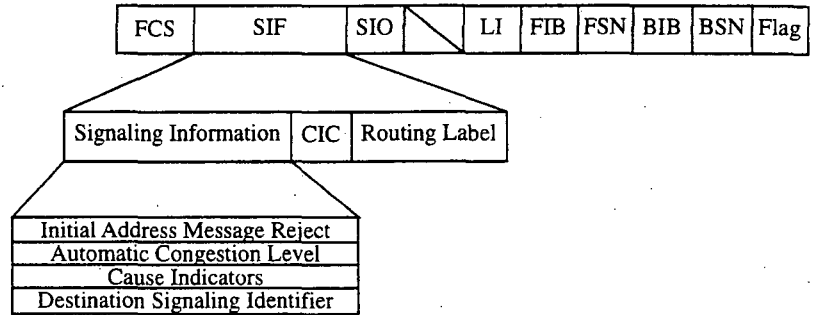 FCS SIF SIO LI FIB FSN BIB BSN Flag
Signaling Information CIC Routing Label
Initial Address Message Reject
Automatic Congestion Level
Cause Indicators
Destination Signaling Identifier